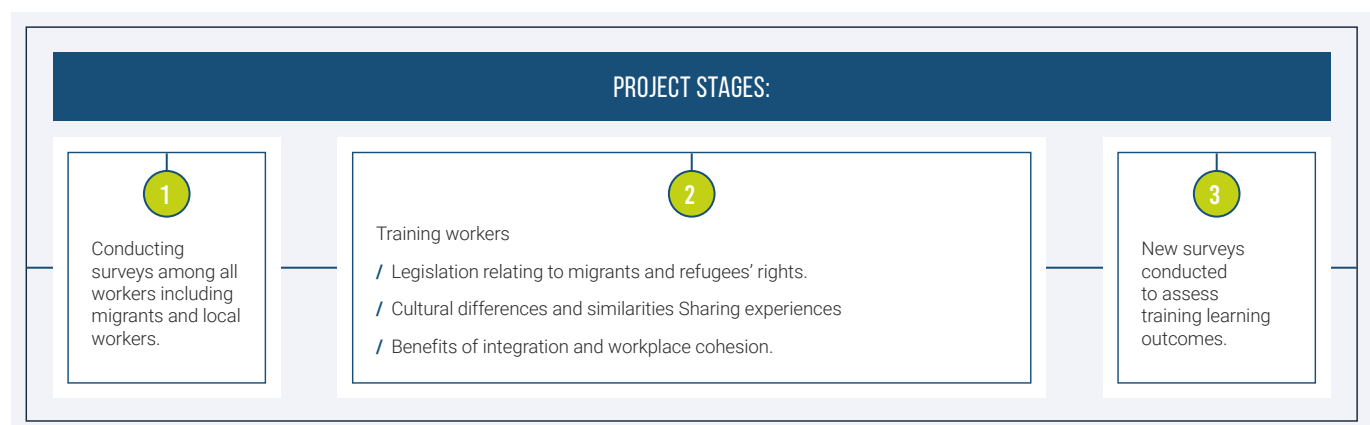 PROJECT STAGES:
1
Conducting
surveys among all
workers including
migrants and local
workers.
2
Training workers
/ Legislation relating to migrants and refugees’ rights.
/ Cultural differences and similarities Sharing experiences
/ Benefits of integration and workplace cohesion.
3
New surveys
conducted
to assess
training learning
outcomes.